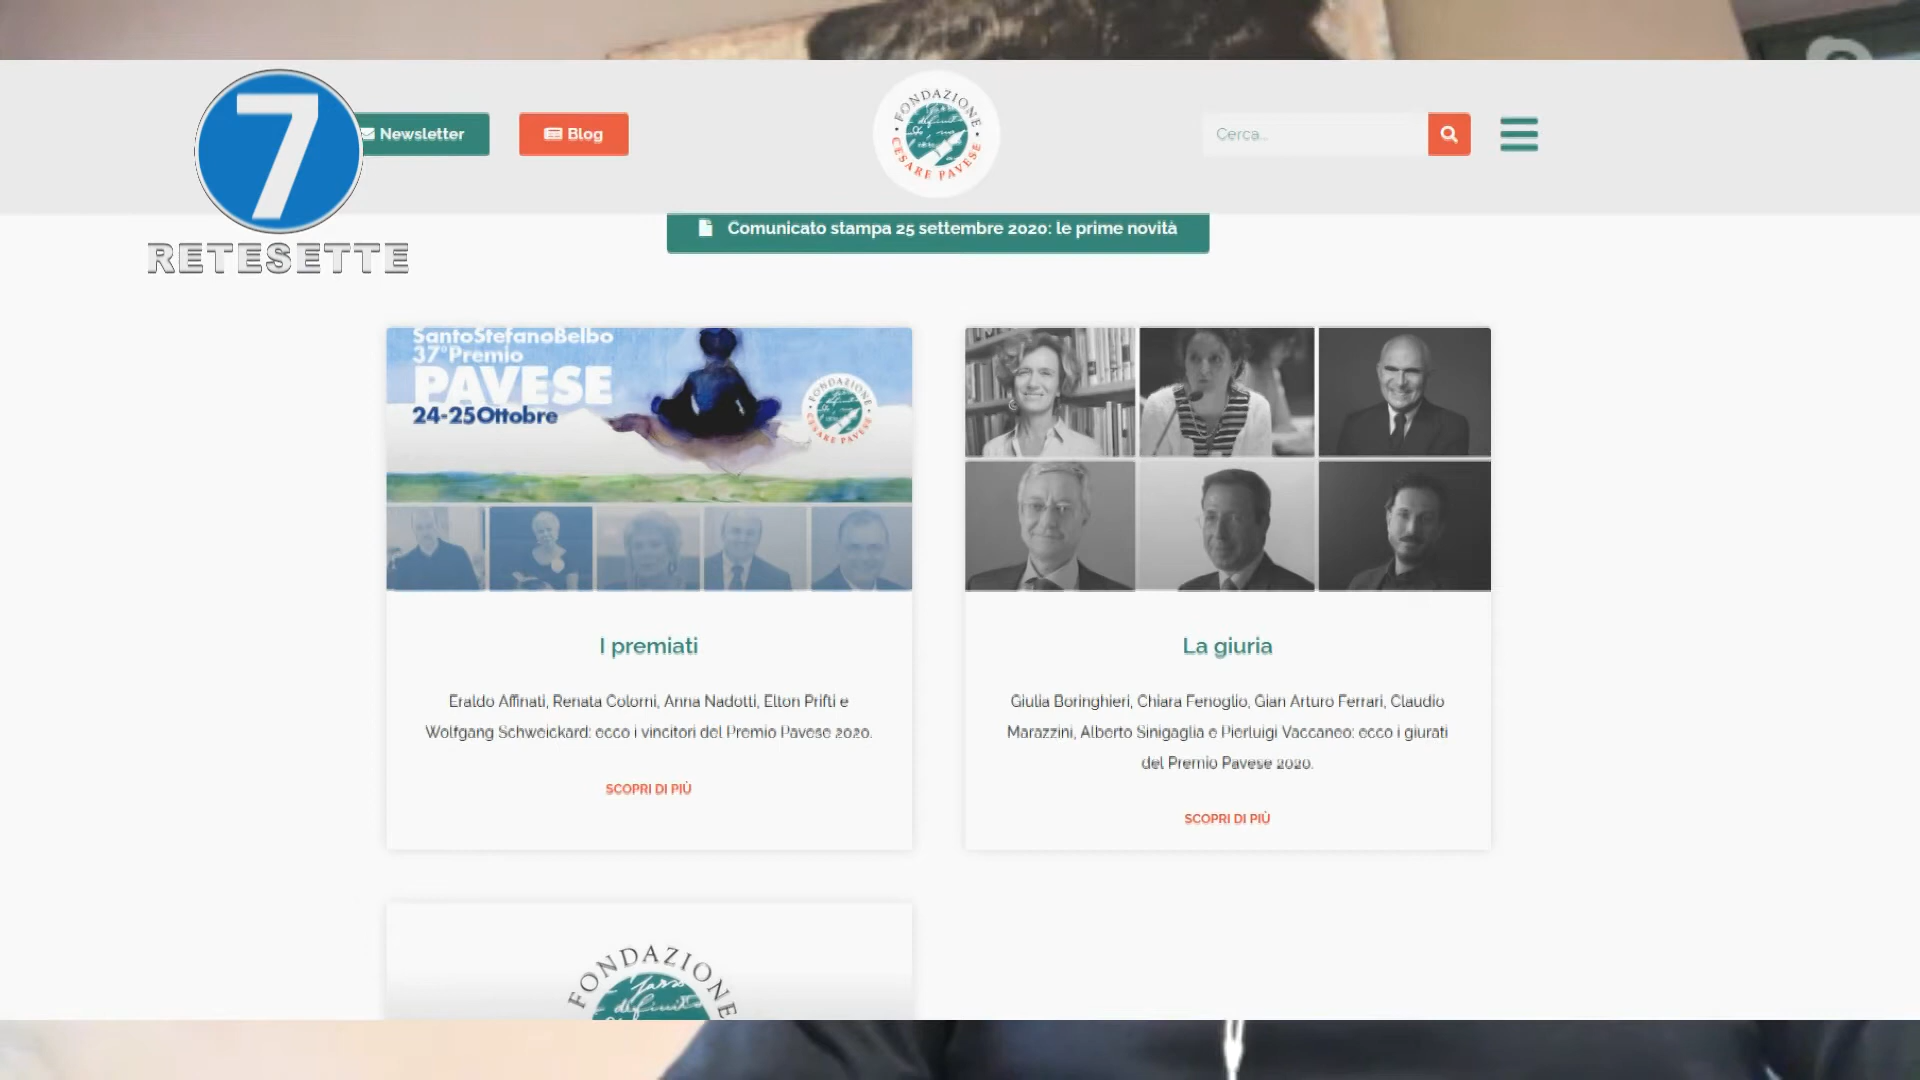 7
RETESETTE
Newsletter
Blog
FONDAZIONE
CESARE PAVESE
Cerca...
Comunicato stampa 25 settembre 2020: le prime novità
SantoStefanoBelbo
37°Premio
PAVESE
24-25Ottobre
FONDAZIONE
CESARE PAVESE
I premiati
Eraldo Affinati, Renata Colorni, Anna Nadotti, Elton Prifti e
Wolfgang Schweickard: ecco i vincitori del Premio Pavese 2020.
SCOPRI DI PIÙ
La giuria
Giulia Boringhieri, Chiara Fenoglio, Gian Arturo Ferrari, Claudio
Marazzini, Alberto Sinigaglia e Pierluigi Vaccaneo: ecco i giurati
del Premio Pavese 2020.
SCOPRI DI PIÙ
FONDAZIONE